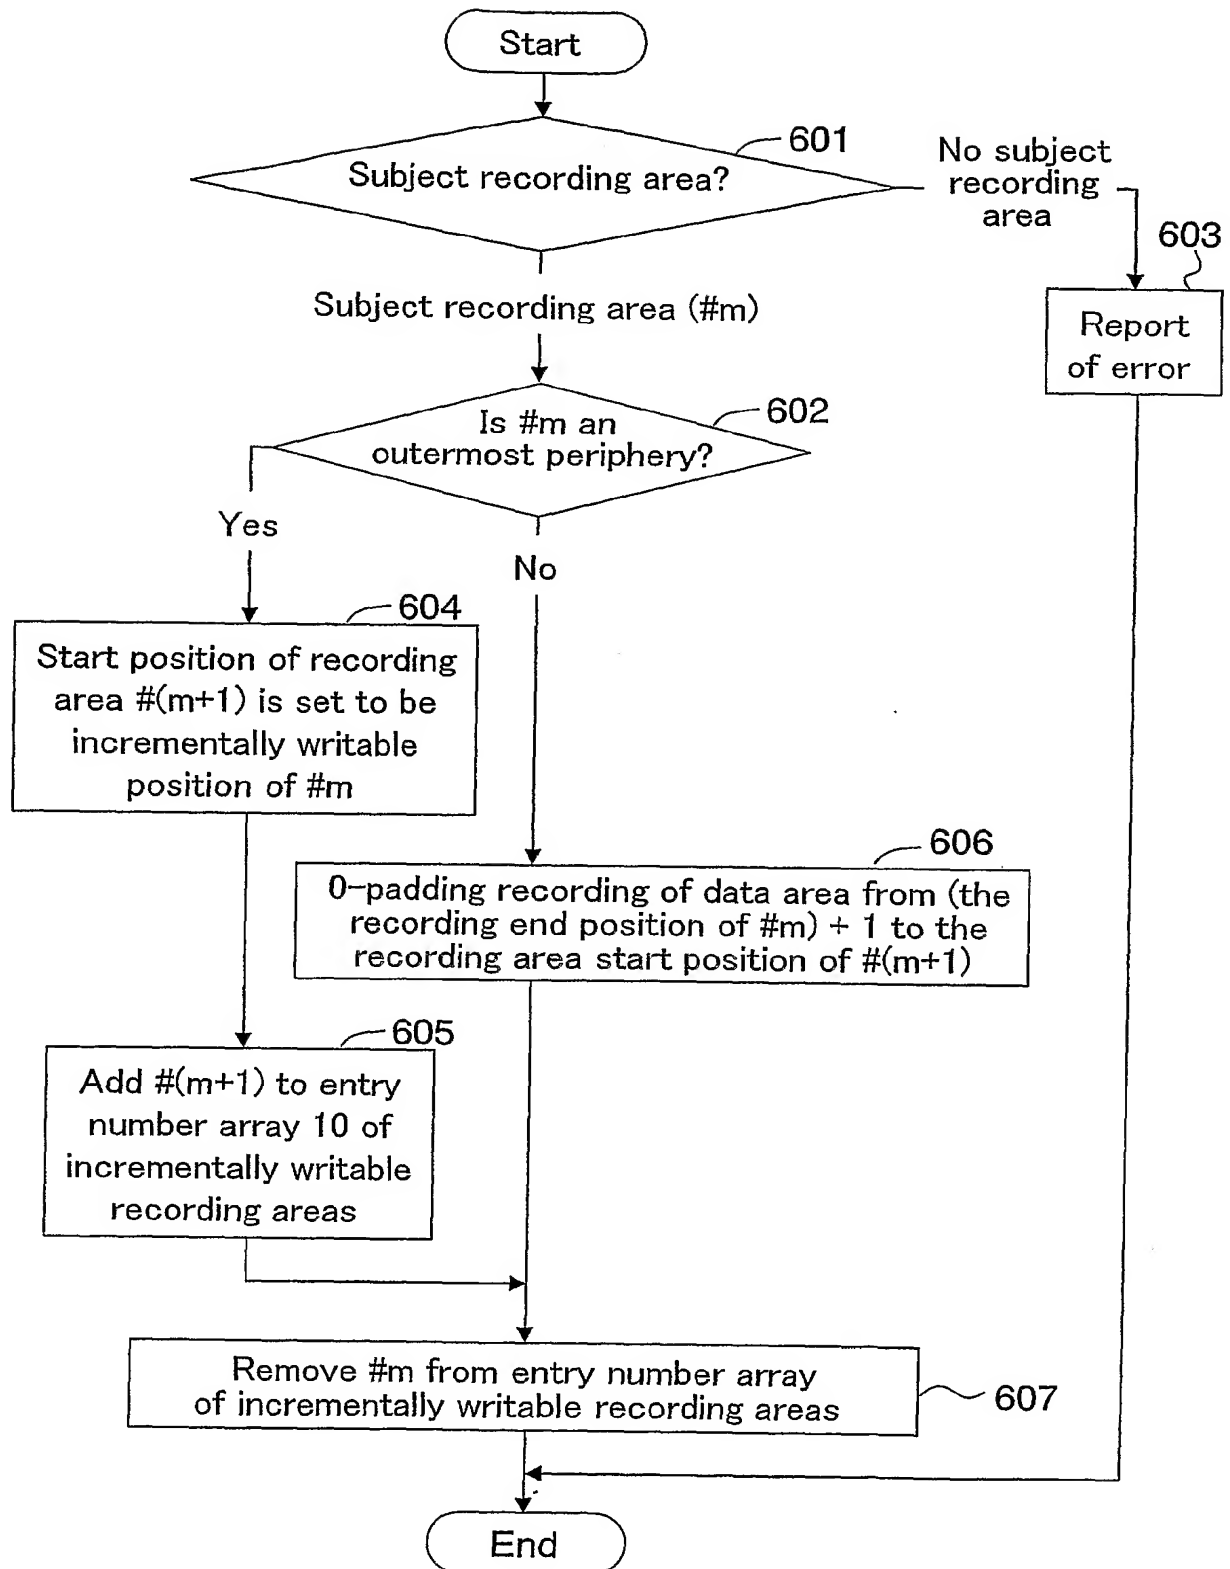 Start
601
Subject recording area?
No subject
recording
area
603
Report
of error
Subject recording area (#m)
602
Is #m an
outermost periphery?
Yes
No
604
Start position of recording
area #(m+1) is set to be
incrementally writable
position of #m
606
0-padding recording of data area from (the
recording end position of #m) + 1 to the
recording area start position of #(m+1)
605
Add #(m+1) to entry
number array 10 of
incrementally writable
recording areas
Remove #m from entry number array
of incrementally writable recording areas
607
End